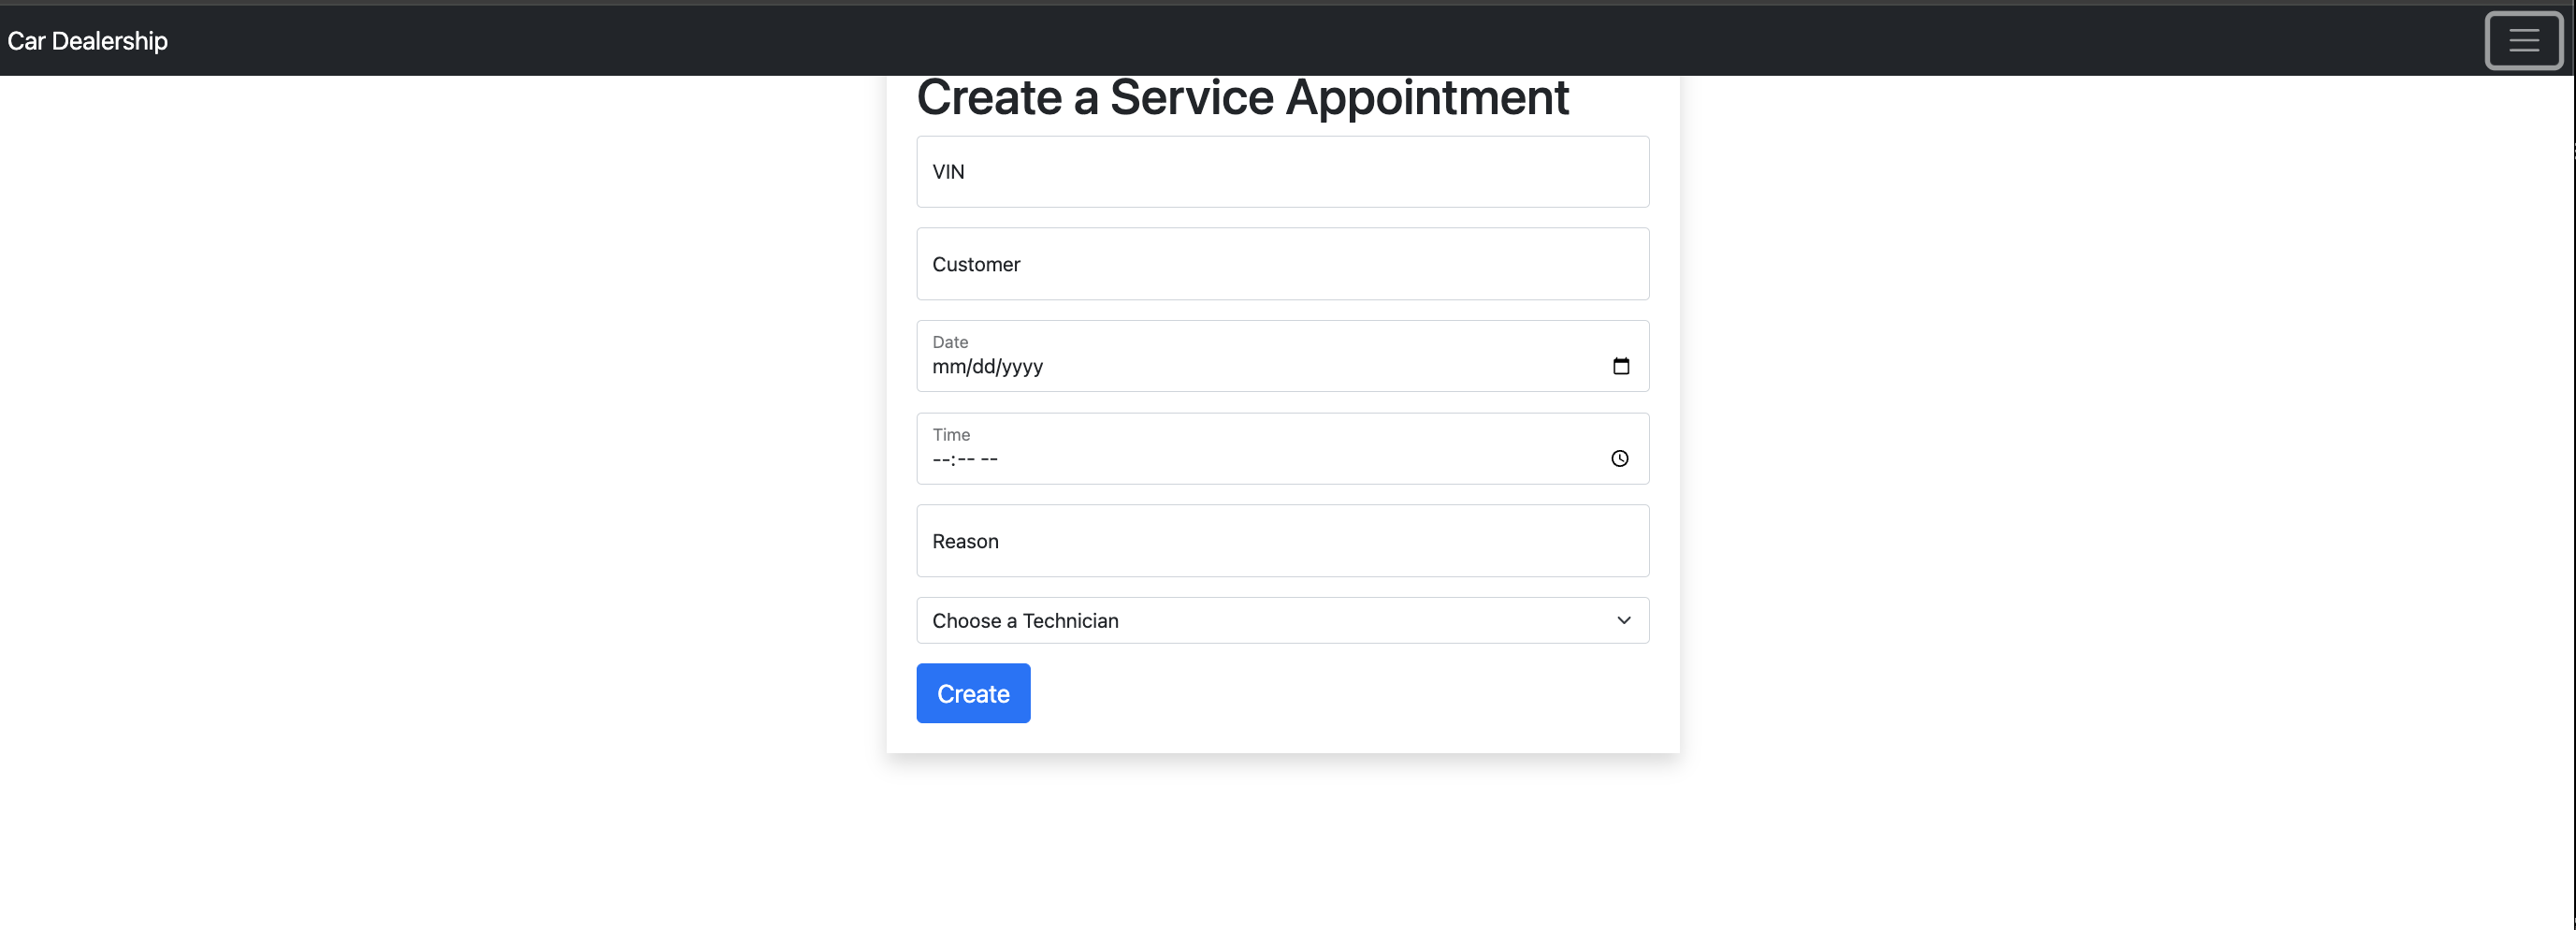 Car Dealership
Create a Service Appointment
VIN
Customer
Date
mm/dd/yyyy
Time
--:-- --
Reason
Choose a Technician
Create